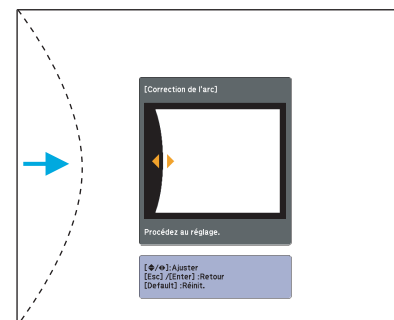 [Correction de l'arc]
Procédez au réglage.
[◆/◆]:Ajuster
[Esc] /[Enter] :Retour
[Default] :Réinit.